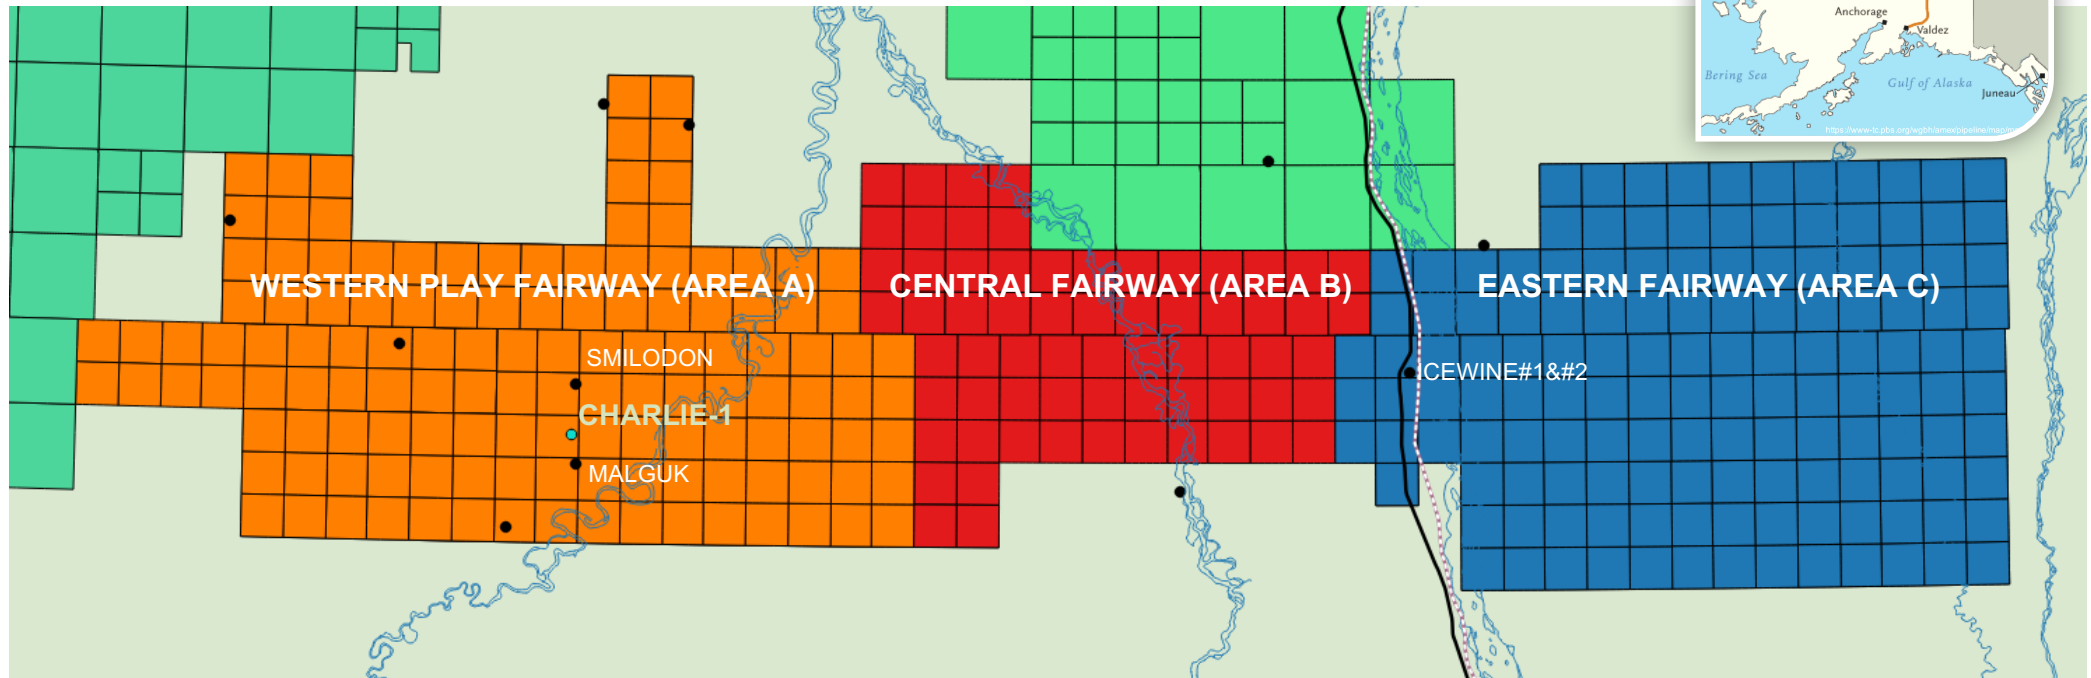 Anchorage
Valdez
Bering Sea
Gulf of Alaska
Juneau
WESTERN PLAY FAIRWAY (AREA A)
CENTRAL FAIRWAY (AREA B)
EASTERN FAIRWAY (AREA C)
SMILODON
ICEWINE#1&#2
CHARLIE-1
MALGUK